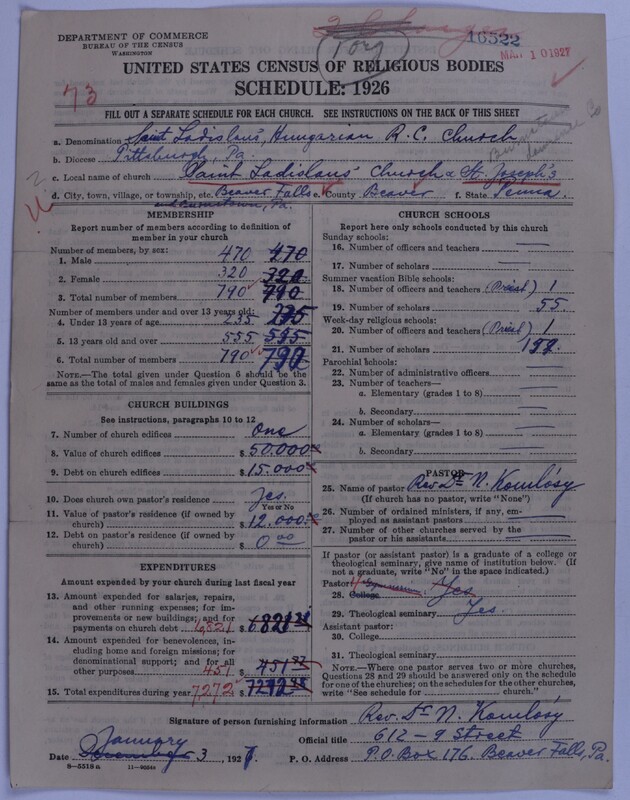 DEPARTMENT OF COMMERCE
BUREAU OF THE CENSUS
WASHINGTON
16522
MAR 10 1927
UNITED STATES CENSUS OF RELIGIOUS BODIES
SCHEDULE: 1926
73
FILL OUT A SEPARATE SCHEDULE FOR EACH CHURCH. SEE INSTRUCTIONS ON THE BACK OF THIS SHEET
a. Denomination Saint Ladislaus, Hungarian R.C. Church
b. Diocese Pittsburgh, Pa.
c. Local name of church Saint Ladislaus' Church & St. Joseph's
d. City, town, village, or township, etc. Beaver Falls e. County Beaver f. State Penna.
MEMBERSHIP
Report number of members according to definition of member in your church
Number of members, by sex:
1. Male 470 470
2. Female 320 320
3. Total number of members 790 790
Number of members under and over 13 years old:
4. Under 13 years of age 235 235
5. 13 years old and over 555 555
6. Total number of members 790 790
NOTE.—The total given under Question 6 should be the same as the total of males and females given under Question 3.
CHURCH BUILDINGS
See instructions, paragraphs 10 to 12
7. Number of church edifices one
8. Value of church edifices $ 50.000
9. Debt on church edifices $ 15.000
10. Does church own pastor's residence Yes.
Yes or No
11. Value of pastor's residence (if owned by church) $ 12,000
12. Debt on pastor's residence (if owned by church) $ 0 00
EXPENDITURES
Amount expended by your church during last fiscal year
13. Amount expended for salaries, repairs, and other running expenses; for improvements or new buildings; and for payments on church debt 6,821 $ 6821
14. Amount expended for benevolences, including home and foreign missions; for denominational support; and for all other purposes 451 $ 451
15. Total expenditures during year 7272 $ 7272
CHURCH SCHOOLS
Report here only schools conducted by this church
Sunday schools:
16. Number of officers and teachers
17. Number of scholars
Summer vacation Bible schools:
18. Number of officers and teachers (Priest) 1
19. Number of scholars 55.
Week-day religious schools:
20. Number of officers and teachers (Priest) 1
21. Number of scholars
Parochial schools:
22. Number of administrative officers
23. Number of teachers—
a. Elementary (grades 1 to 8)
b. Secondary
24. Number of scholars—
a. Elementary (grades 1 to 8)
b. Secondary
PASTOR
25. Name of pastor Rev. Dr. N. Komlósy
(If church has no pastor, write "None")
26. Number of ordained ministers, if any, employed as assistant pastors
27. Number of other churches served by the pastor or his assistants
If pastor (or assistant pastor) is a graduate of a college or theological seminary, give name of institution below. (If not a graduate, write "No" in the space indicated.)
Pastor:
28. College Yes
29. Theological seminary Yes.
Assistant pastor:
30. College
31. Theological seminary
NOTE.—Where one pastor serves two or more churches, Questions 28 and 29 should be answered only on the schedule for one of the churches; on the schedules for the other churches, write "See schedule for church."
Signature of person furnishing information Rev. Dr. N. Komlósy
Official title 612 - 9 Street
January
Date 3, 1927 P. O. Address P.O. Box 176. Beaver Falls, Pa.
8—5518 a